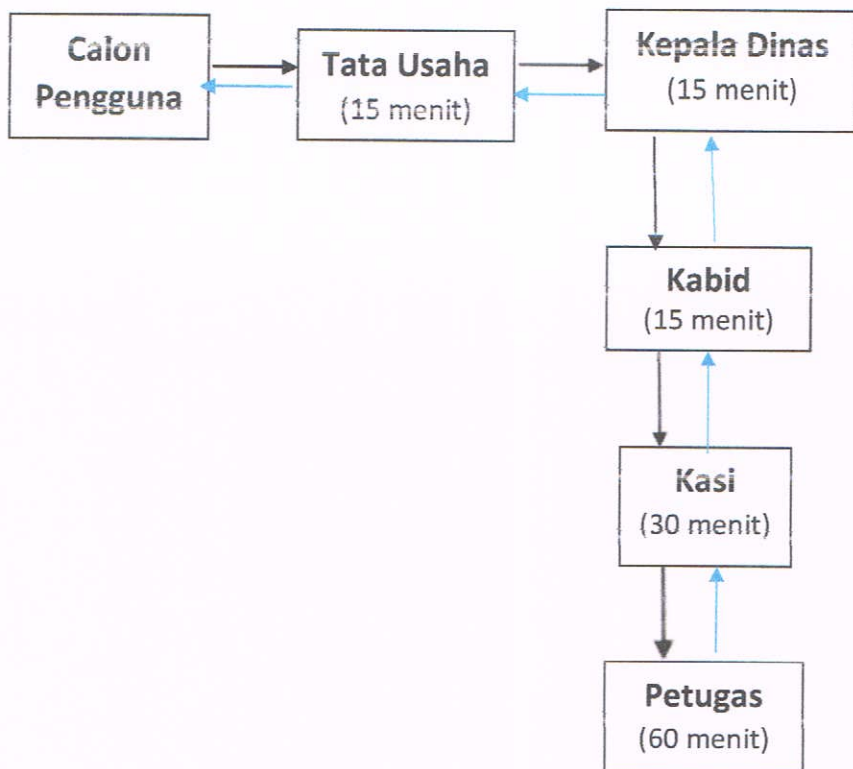 Calon
Pengguna
Tata Usaha
(15 menit)
Kepala Dinas
(15 menit)
Kabid
(15 menit)
Kasi
(30 menit)
Petugas
(60 menit)